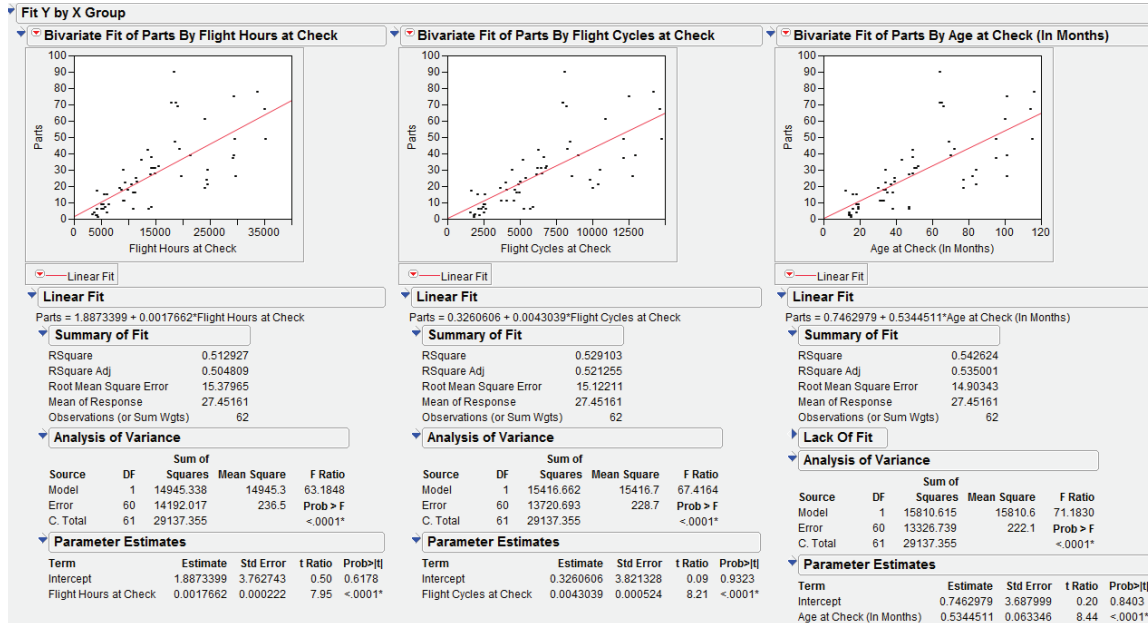 Fit Y by X Group
Bivariate Fit of Parts By Flight Hours at Check
100
90
80
70
60
50
40
30
20
10
0
Parts
0 5000 15000 25000 35000
Flight Hours at Check
Linear Fit
Linear Fit
Parts = 1.8873399 + 0.0017662*Flight Hours at Check
Summary of Fit
RSquare 0.512927
RSquare Adj 0.504809
Root Mean Square Error 15.37965
Mean of Response 27.45161
Observations (or Sum Wgts) 62
Analysis of Variance
Sum of
Source DF Squares Mean Square F Ratio
Model 1 14945.338 14945.3 63.1848
Error 60 14192.017 236.5 Prob > F
C. Total 61 29137.355 <.0001*
Parameter Estimates
Term Estimate Std Error t Ratio Prob>|t|
Intercept 1.8873399 3.762743 0.50 0.6178
Flight Hours at Check 0.0017662 0.000222 7.95 <.0001*
Bivariate Fit of Parts By Flight Cycles at Check
100
90
80
70
60
50
40
30
20
10
0
Parts
0 2500 5000 7500 10000 12500
Flight Cycles at Check
Linear Fit
Linear Fit
Parts = 0.3260606 + 0.0043039*Flight Cycles at Check
Summary of Fit
RSquare 0.529103
RSquare Adj 0.521255
Root Mean Square Error 15.12211
Mean of Response 27.45161
Observations (or Sum Wgts) 62
Analysis of Variance
Sum of
Source DF Squares Mean Square F Ratio
Model 1 15416.662 15416.7 67.4164
Error 60 13720.693 228.7 Prob > F
C. Total 61 29137.355 <.0001*
Parameter Estimates
Term Estimate Std Error t Ratio Prob>|t|
Intercept 0.3260606 3.821328 0.09 0.9323
Flight Cycles at Check 0.0043039 0.000524 8.21 <.0001*
Bivariate Fit of Parts By Age at Check (In Months)
100
90
80
70
60
50
40
30
20
10
0
Parts
0 20 40 60 80 100 120
Age at Check (In Months)
Linear Fit
Linear Fit
Parts = 0.7462979 + 0.5344511*Age at Check (In Months)
Summary of Fit
RSquare 0.542624
RSquare Adj 0.535001
Root Mean Square Error 14.90343
Mean of Response 27.45161
Observations (or Sum Wgts) 62
Lack Of Fit
Analysis of Variance
Sum of
Source DF Squares Mean Square F Ratio
Model 1 15810.615 15810.6 71.1830
Error 60 13326.739 222.1 Prob > F
C. Total 61 29137.355 <.0001*
Parameter Estimates
Term Estimate Std Error t Ratio Prob>|t|
Intercept 0.7462979 3.687999 0.20 0.8403
Age at Check (In Months) 0.5344511 0.063346 8.44 <.0001*